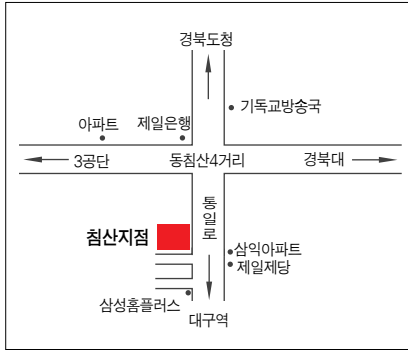 경북도청
기독교방송국
아파트
제일은행
3공단
동침산4거리
경북대
통일로
침산지점
삼익아파트
제일제당
삼성홈플러스
대구역